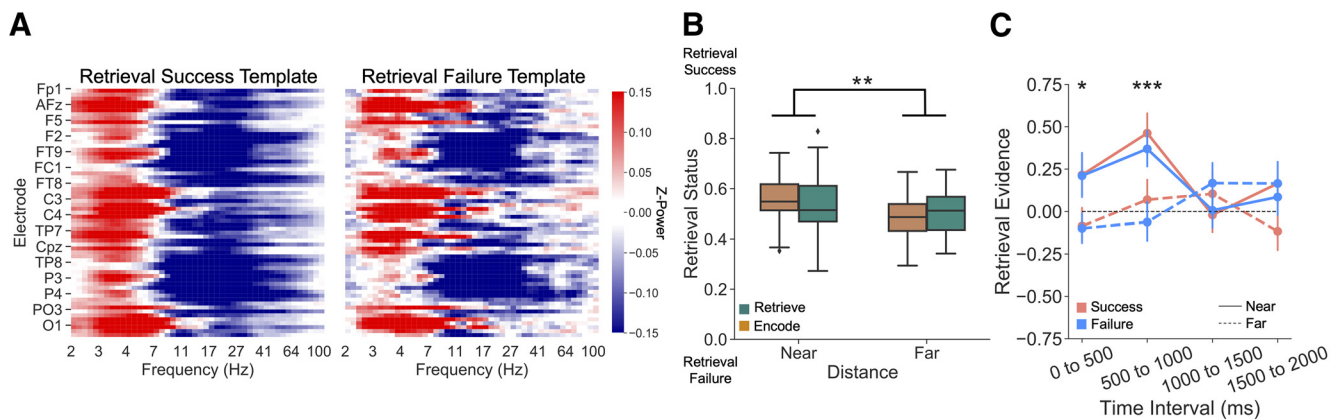 A
Retrieval Success Template
Retrieval Failure Template
Electrode
Fp1
AFz
F5
F2
FT9
FC1
FT8
C3
C4
TP7
Cpz
TP8
P3
P4
PO3
O1
2 3 4 7 11 17 27 41 64 100
Frequency (Hz)
2 3 4 7 11 17 27 41 64 100
Frequency (Hz)
0.15
0.10
0.05
0.00
−0.05
−0.10
−0.15
Z-Power
B
Retrieval
Success
Retrieval Status
1.0
0.8
0.6
0.4
0.2
0.0
**
Retrieve
Encode
Retrieval
Failure
Near Far
Distance
C
Retrieval Evidence
0.75
0.50
0.25
0.00
−0.25
−0.50
−0.75
* ***
Success
Failure
Near
Far
0 to 500
500 to 1000
1000 to 1500
1500 to 2000
Time Interval (ms)